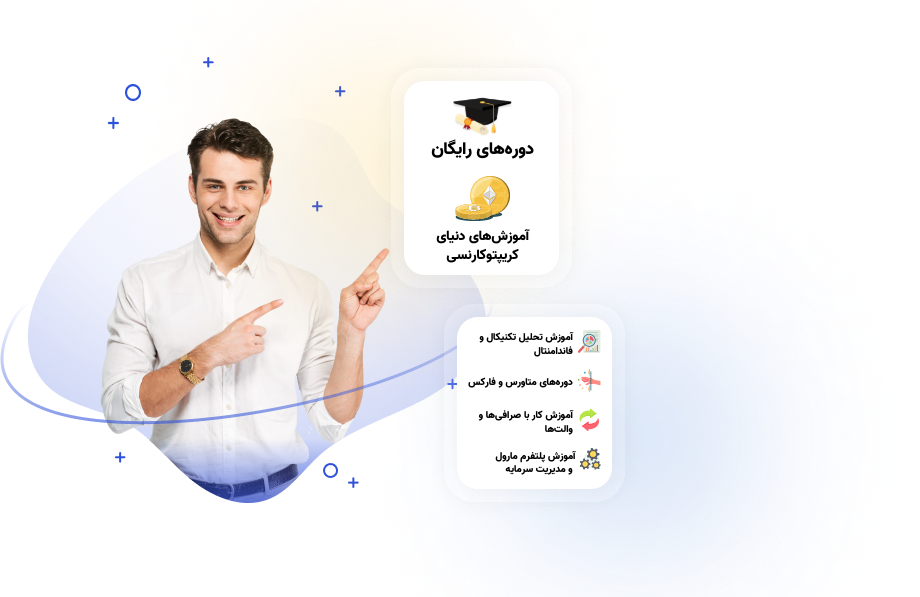 دوره‌های رایگان
آموزش‌های دنیای
کریپتوکارنسی
آموزش تحلیل تکنیکال و
فاندامنتال
دوره‌های متاورس و فارکس
آموزش کار با صرافی‌ها و
والت‌ها
آموزش پلتفرم مارول
و مدیریت سرمایه